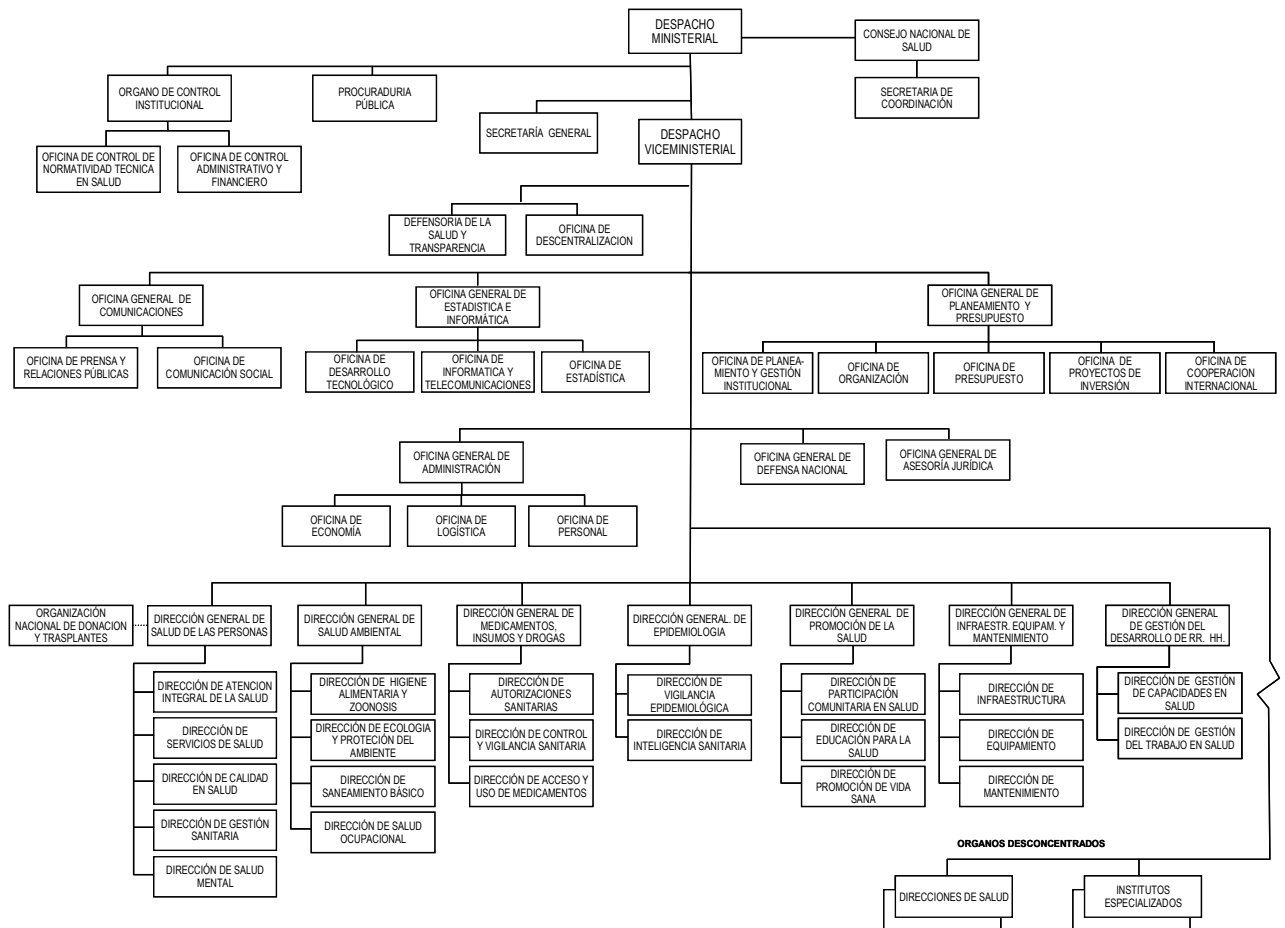 DESPACHO
MINISTERIAL
CONSEJO NACIONAL DE
SALUD
SECRETARIA DE
COORDINACIÓN
ORGANO DE CONTROL
INSTITUCIONAL
PROCURADURIA
PÚBLICA
SECRETARÍA GENERAL
DESPACHO
VICEMINISTERIAL
OFICINA DE CONTROL DE
NORMATIVIDAD TECNICA
EN SALUD
OFICINA DE CONTROL
ADMINISTRATIVO Y
FINANCIERO
DEFENSORIA DE LA
SALUD Y
TRANSPARENCIA
OFICINA DE
DESCENTRALIZACION
OFICINA GENERAL DE
COMUNICACIONES
OFICINA GENERAL DE
ESTADISTICA E
INFORMÁTICA
OFICINA GENERAL DE
PLANEAMIENTO Y
PRESUPUESTO
OFICINA DE PRENSA Y
RELACIONES PÚBLICAS
OFICINA DE
COMUNICACIÓN SOCIAL
OFICINA DE
DESARROLLO
TECNOLÓGICO
OFICINA DE
INFORMATICA Y
TELECOMUNICACIONES
OFICINA DE
ESTADÍSTICA
OFICINA DE PLANEA-
MIENTO Y GESTIÓN
INSTITUCIONAL
OFICINA DE
ORGANIZACIÓN
OFICINA DE
PRESUPUESTO
OFICINA DE
PROYECTOS DE
INVERSIÓN
OFICINA DE
COOPERACION
INTERNACIONAL
OFICINA GENERAL DE
ADMINISTRACIÓN
OFICINA GENERAL DE
DEFENSA NACIONAL
OFICINA GENERAL DE
ASESORÍA JURÍDICA
OFICINA DE
ECONOMÍA
OFICINA DE
LOGÍSTICA
OFICINA DE
PERSONAL
ORGANIZACIÓN
NACIONAL DE DONACION
Y TRASPLANTES
DIRECCIÓN GENERAL DE
SALUD DE LAS PERSONAS
DIRECCIÓN GENERAL DE
SALUD AMBIENTAL
DIRECCIÓN GENERAL DE
MEDICAMENTOS,
INSUMOS Y DROGAS
DIRECCIÓN GENERAL. DE
EPIDEMIOLOGIA
DIRECCIÓN GENERAL DE
PROMOCIÓN DE LA
SALUD
DIRECCIÓN GENERAL DE
INFRAESTR. EQUIPAM. Y
MANTENIMIENTO
DIRECCIÓN GENERAL
DE GESTIÓN DEL
DESARROLLO DE RR. HH.
DIRECCIÓN DE ATENCION
INTEGRAL DE LA SALUD
DIRECCIÓN DE
SERVICIOS DE SALUD
DIRECCIÓN DE CALIDAD
EN SALUD
DIRECCIÓN DE GESTIÓN
SANITARIA
DIRECCIÓN DE SALUD
MENTAL
DIRECCIÓN DE HIGIENE
ALIMENTARIA Y
ZOONOSIS
DIRECCIÓN DE ECOLOGIA
Y PROTECIÓN DEL
AMBIENTE
DIRECCIÓN DE
SANEAMIENTO BÁSICO
DIRECCIÓN DE SALUD
OCUPACIONAL
DIRECCIÓN DE
AUTORIZACIONES
SANITARIAS
DIRECCIÓN DE CONTROL
Y VIGILANCIA SANITARIA
DIRECCIÓN DE ACCESO Y
USO DE MEDICAMENTOS
DIRECCIÓN DE
VIGILANCIA
EPIDEMIOLÓGICA
DIRECCIÓN DE
INTELIGENCIA SANITARIA
DIRECCIÓN DE
PARTICIPACIÓN
COMUNITARIA EN SALUD
DIRECCIÓN DE
EDUCACIÓN PARA LA
SALUD
DIRECCIÓN DE
PROMOCIÓN DE VIDA
SANA
DIRECCIÓN DE
INFRAESTRUCTURA
DIRECCIÓN DE
EQUIPAMIENTO
DIRECCIÓN DE
MANTENIMIENTO
DIRECCIÓN DE GESTIÓN
DE CAPACIDADES EN
SALUD
DIRECCIÓN DE GESTIÓN
DEL TRABAJO EN SALUD
ORGANOS DESCONCENTRADOS
DIRECCIONES DE SALUD
INSTITUTOS
ESPECIALIZADOS